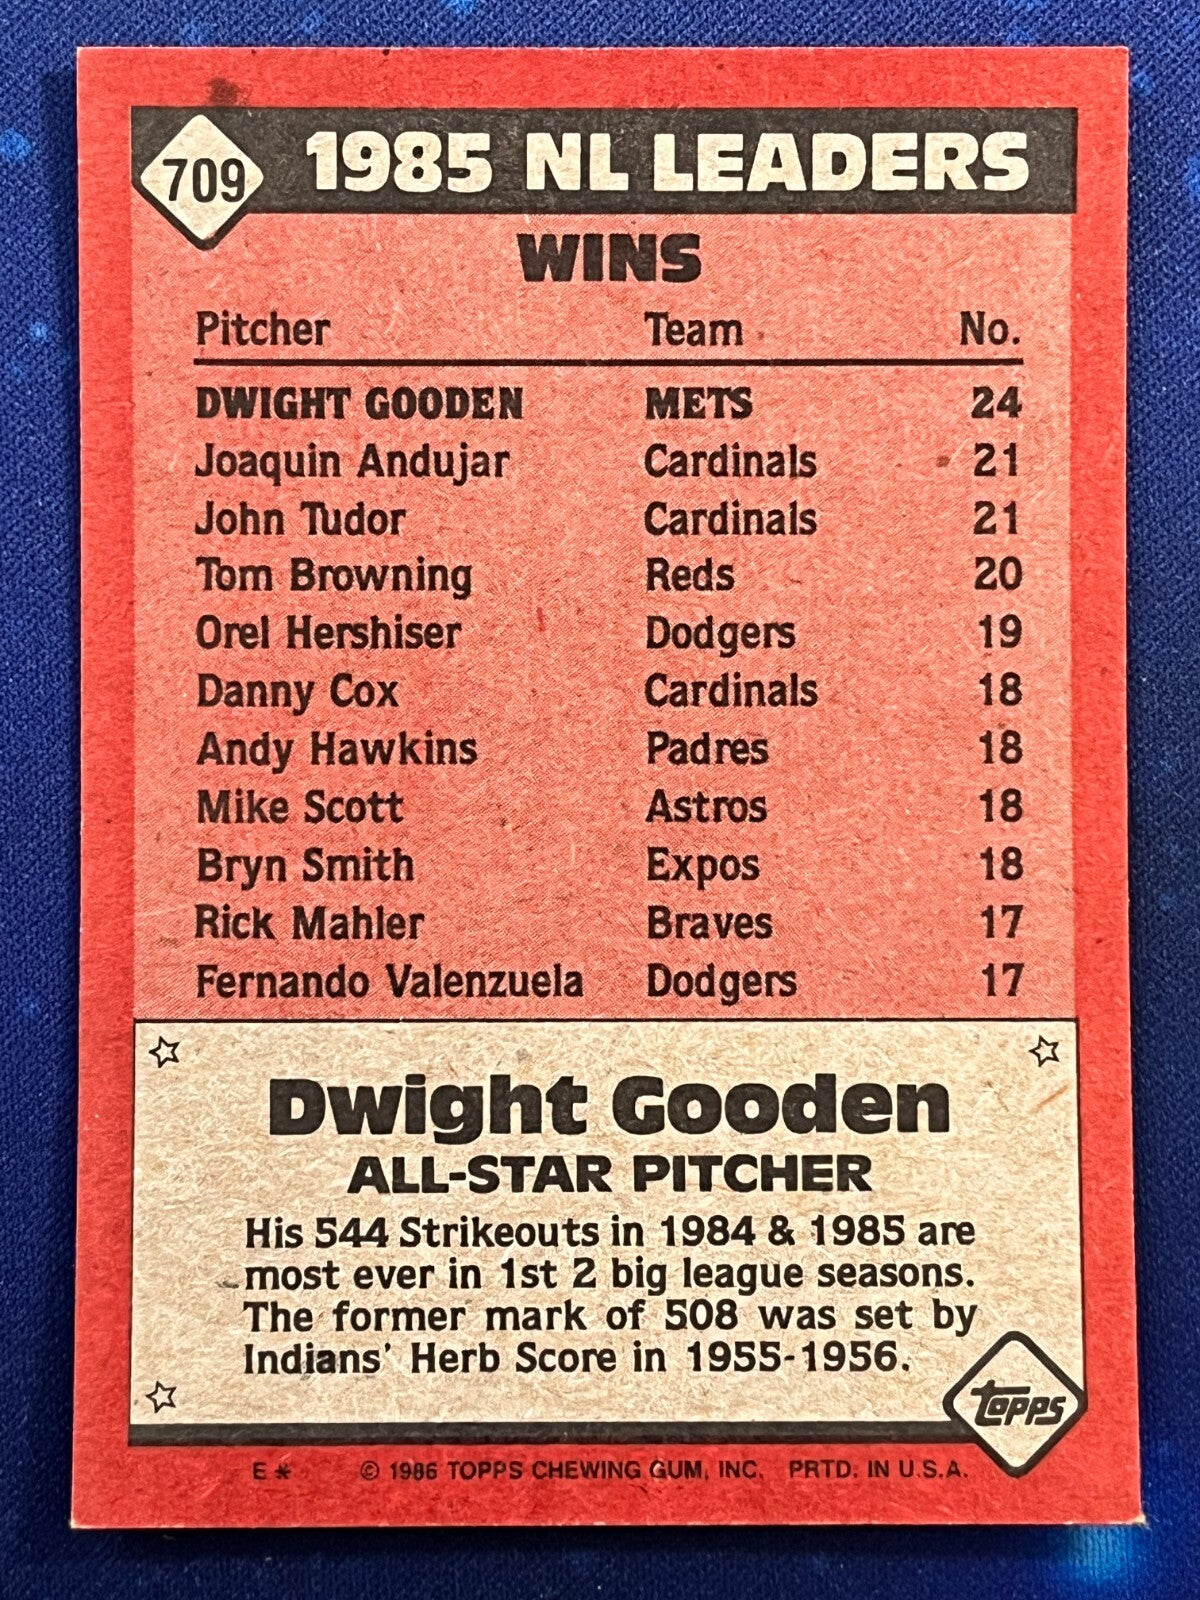 709 1985 NL LEADERS
WINS
Pitcher Team No.
DWIGHT GOODEN METS 24
Joaquin Andujar Cardinals 21
John Tudor Cardinals 21
Tom Browning Reds 20
Orel Hershiser Dodgers 19
Danny Cox Cardinals 18
Andy Hawkins Padres 18
Mike Scott Astros 18
Bryn Smith Expos 18
Rick Mahler Braves 17
Fernando Valenzuela Dodgers 17
Dwight Gooden
ALL-STAR PITCHER
His 544 Strikeouts in 1984 & 1985 are
most ever in 1st 2 big league seasons.
The former mark of 508 was set by
Indians' Herb Score in 1955-1956.
TOPPS
E * © 1986 TOPPS CHEWING GUM, INC. PRTD. IN U.S.A.